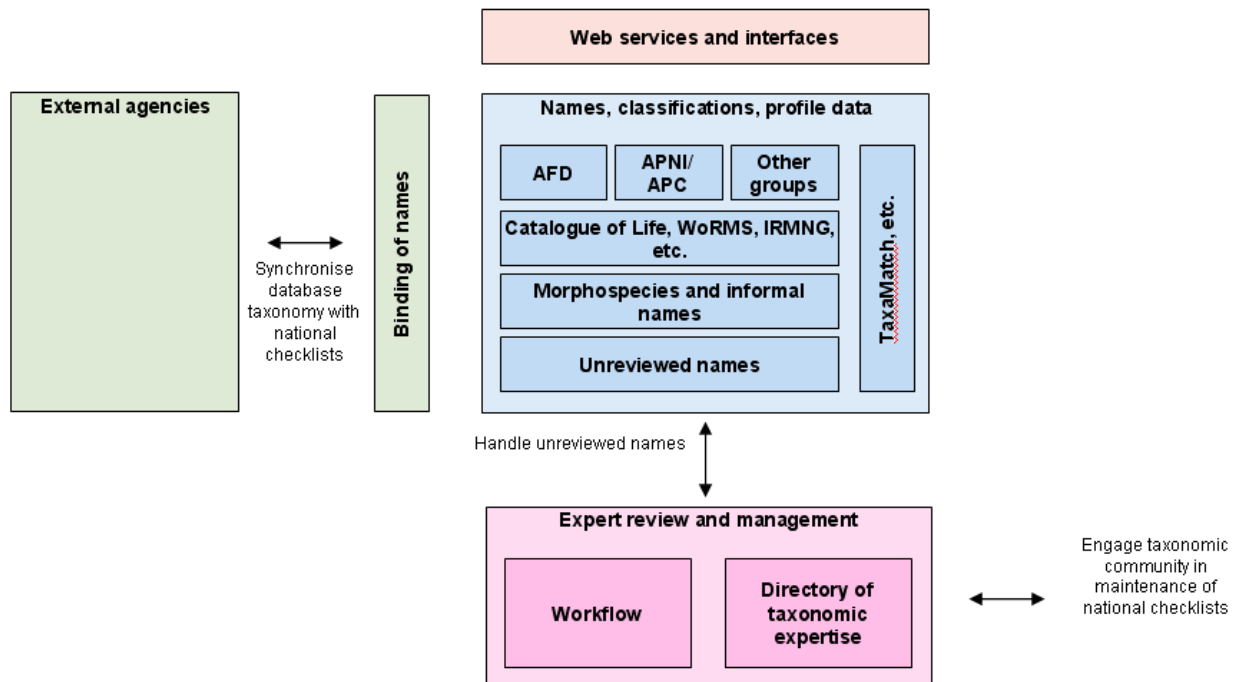 Web services and interfaces
External agencies
Binding of names
Names, classifications, profile data
AFD
APNI/
APC
Other
groups
Catalogue of Life, WoRMS, IRMNG,
etc.
Morphospecies and informal
names
Unreviewed names
TaxaMatch, etc.
Synchronise
database
taxonomy with
national
checklists
Handle unreviewed names
Expert review and management
Workflow
Directory of
taxonomic
expertise
Engage taxonomic
community in
maintenance of
national checklists